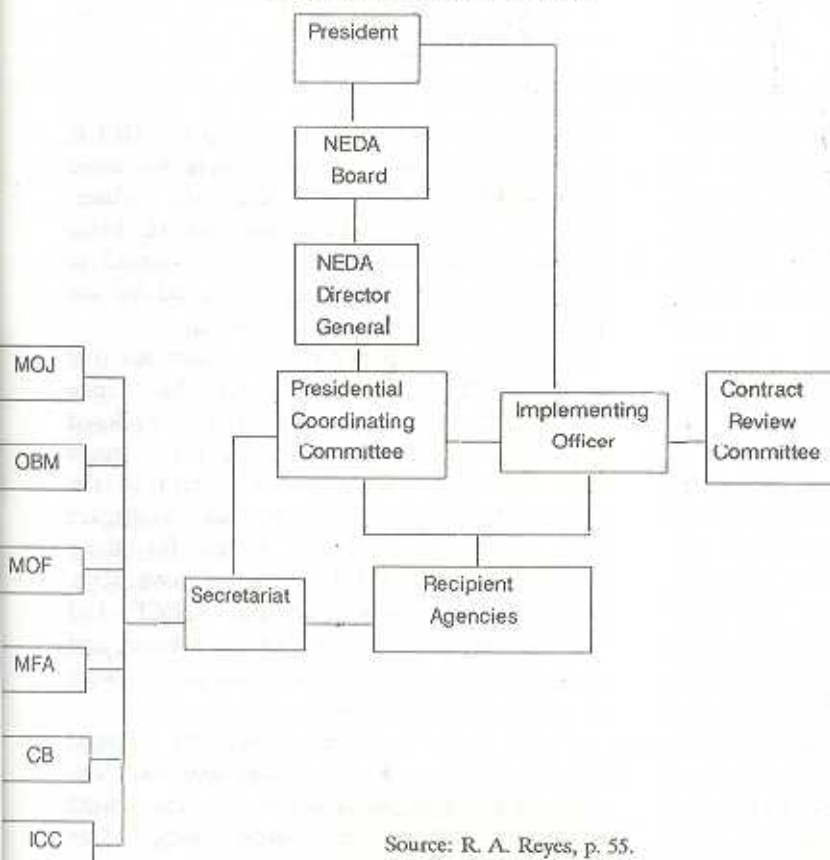 President
NEDA
Board
NEDA
Director
General
MOJ
Presidential
Coordinating
Committee
Implementing
Officer
Contract
Review
Committee
OBM
MOF
Secretariat
Recipient
Agencies
MFA
CB
ICC
Source: R. A. Reyes, p. 55.